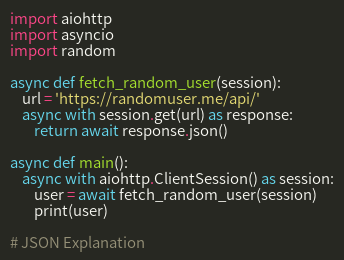 import aiohttp
import asyncio
import random

async def fetch_random_user(session):
    url = 'https://randomuser.me/api/'
    async with session.get(url) as response:
        return await response.json()

async def main():
    async with aiohttp.ClientSession() as session:
        user = await fetch_random_user(session)
        print(user)

# JSON Explanation